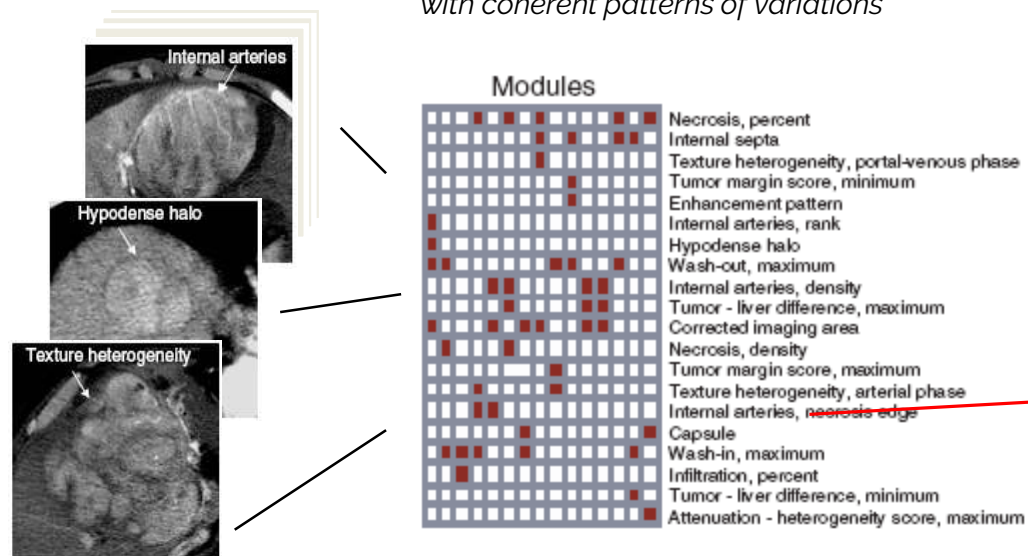 with coherent patterns of variations
Internal arteries
Hypodense halo
Texture heterogeneity
Modules
Necrosis, percent
Internal septa
Texture heterogeneity, portal-venous phase
Tumor margin score, minimum
Enhancement pattern
Internal arteries, rank
Hypodense halo
Wash-out, maximum
Internal arteries, density
Tumor - liver difference, maximum
Corrected imaging area
Necrosis, density
Tumor margin score, maximum
Texture heterogeneity, arterial phase
Internal arteries, necrosis edge
Capsule
Wash-in, maximum
Infiltration, percent
Tumor - liver difference, minimum
Attenuation - heterogeneity score, maximum